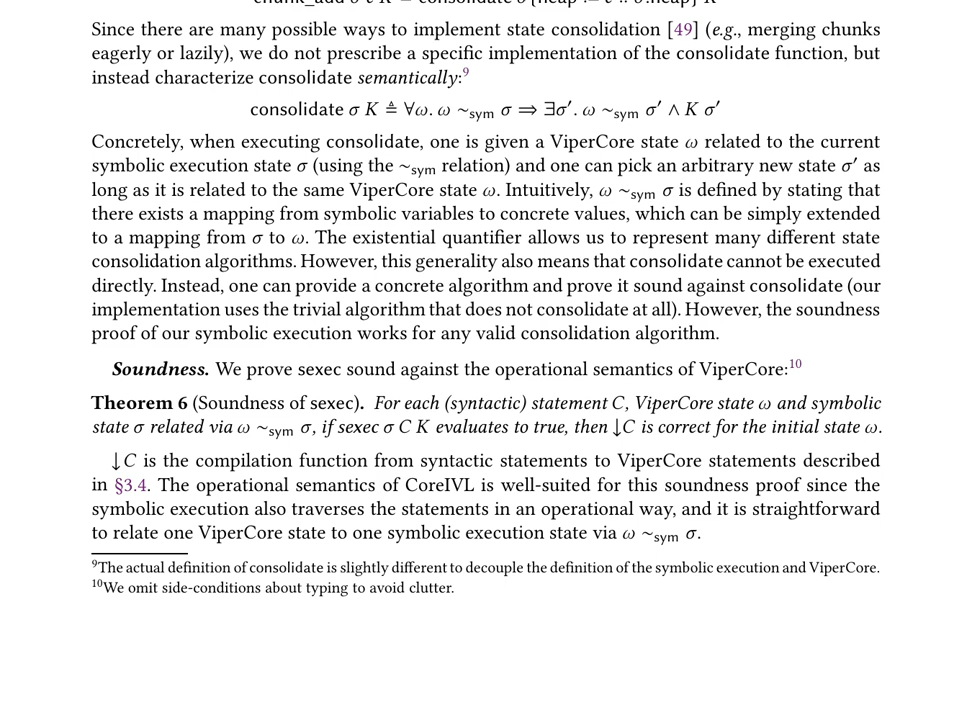 chunk_add σ
Since there are many possible ways to implement state consolidation [49] (e.g., merging chunks
eagerly or lazily), we do not prescribe a specific implementation of the consolidate function, but
instead characterize consolidate semantically:⁹
consolidate σ K ≜ ∀ω. ω ∼sym σ ⇒ ∃σ′. ω ∼sym σ′ ∧ K σ′
Concretely, when executing consolidate, one is given a ViperCore state ω related to the current
symbolic execution state σ (using the ∼sym relation) and one can pick an arbitrary new state σ′ as
long as it is related to the same ViperCore state ω. Intuitively, ω ∼sym σ is defined by stating that
there exists a mapping from symbolic variables to concrete values, which can be simply extended
to a mapping from σ to ω. The existential quantifier allows us to represent many different state
consolidation algorithms. However, this generality also means that consolidate cannot be executed
directly. Instead, one can provide a concrete algorithm and prove it sound against consolidate (our
implementation uses the trivial algorithm that does not consolidate at all). However, the soundness
proof of our symbolic execution works for any valid consolidation algorithm.
Soundness. We prove sexec sound against the operational semantics of ViperCore:¹⁰
Theorem 6 (Soundness of sexec). For each (syntactic) statement C, ViperCore state ω and symbolic
state σ related via ω ∼sym σ, if sexec σ C K evaluates to true, then ↓C is correct for the initial state ω.
↓C is the compilation function from syntactic statements to ViperCore statements described
in §3.4. The operational semantics of CoreIVL is well-suited for this soundness proof since the
symbolic execution also traverses the statements in an operational way, and it is straightforward
to relate one ViperCore state to one symbolic execution state via ω ∼sym σ.
⁹The actual definition of consolidate is slightly different to decouple the definition of the symbolic execution and ViperCore.
¹⁰We omit side-conditions about typing to avoid clutter.